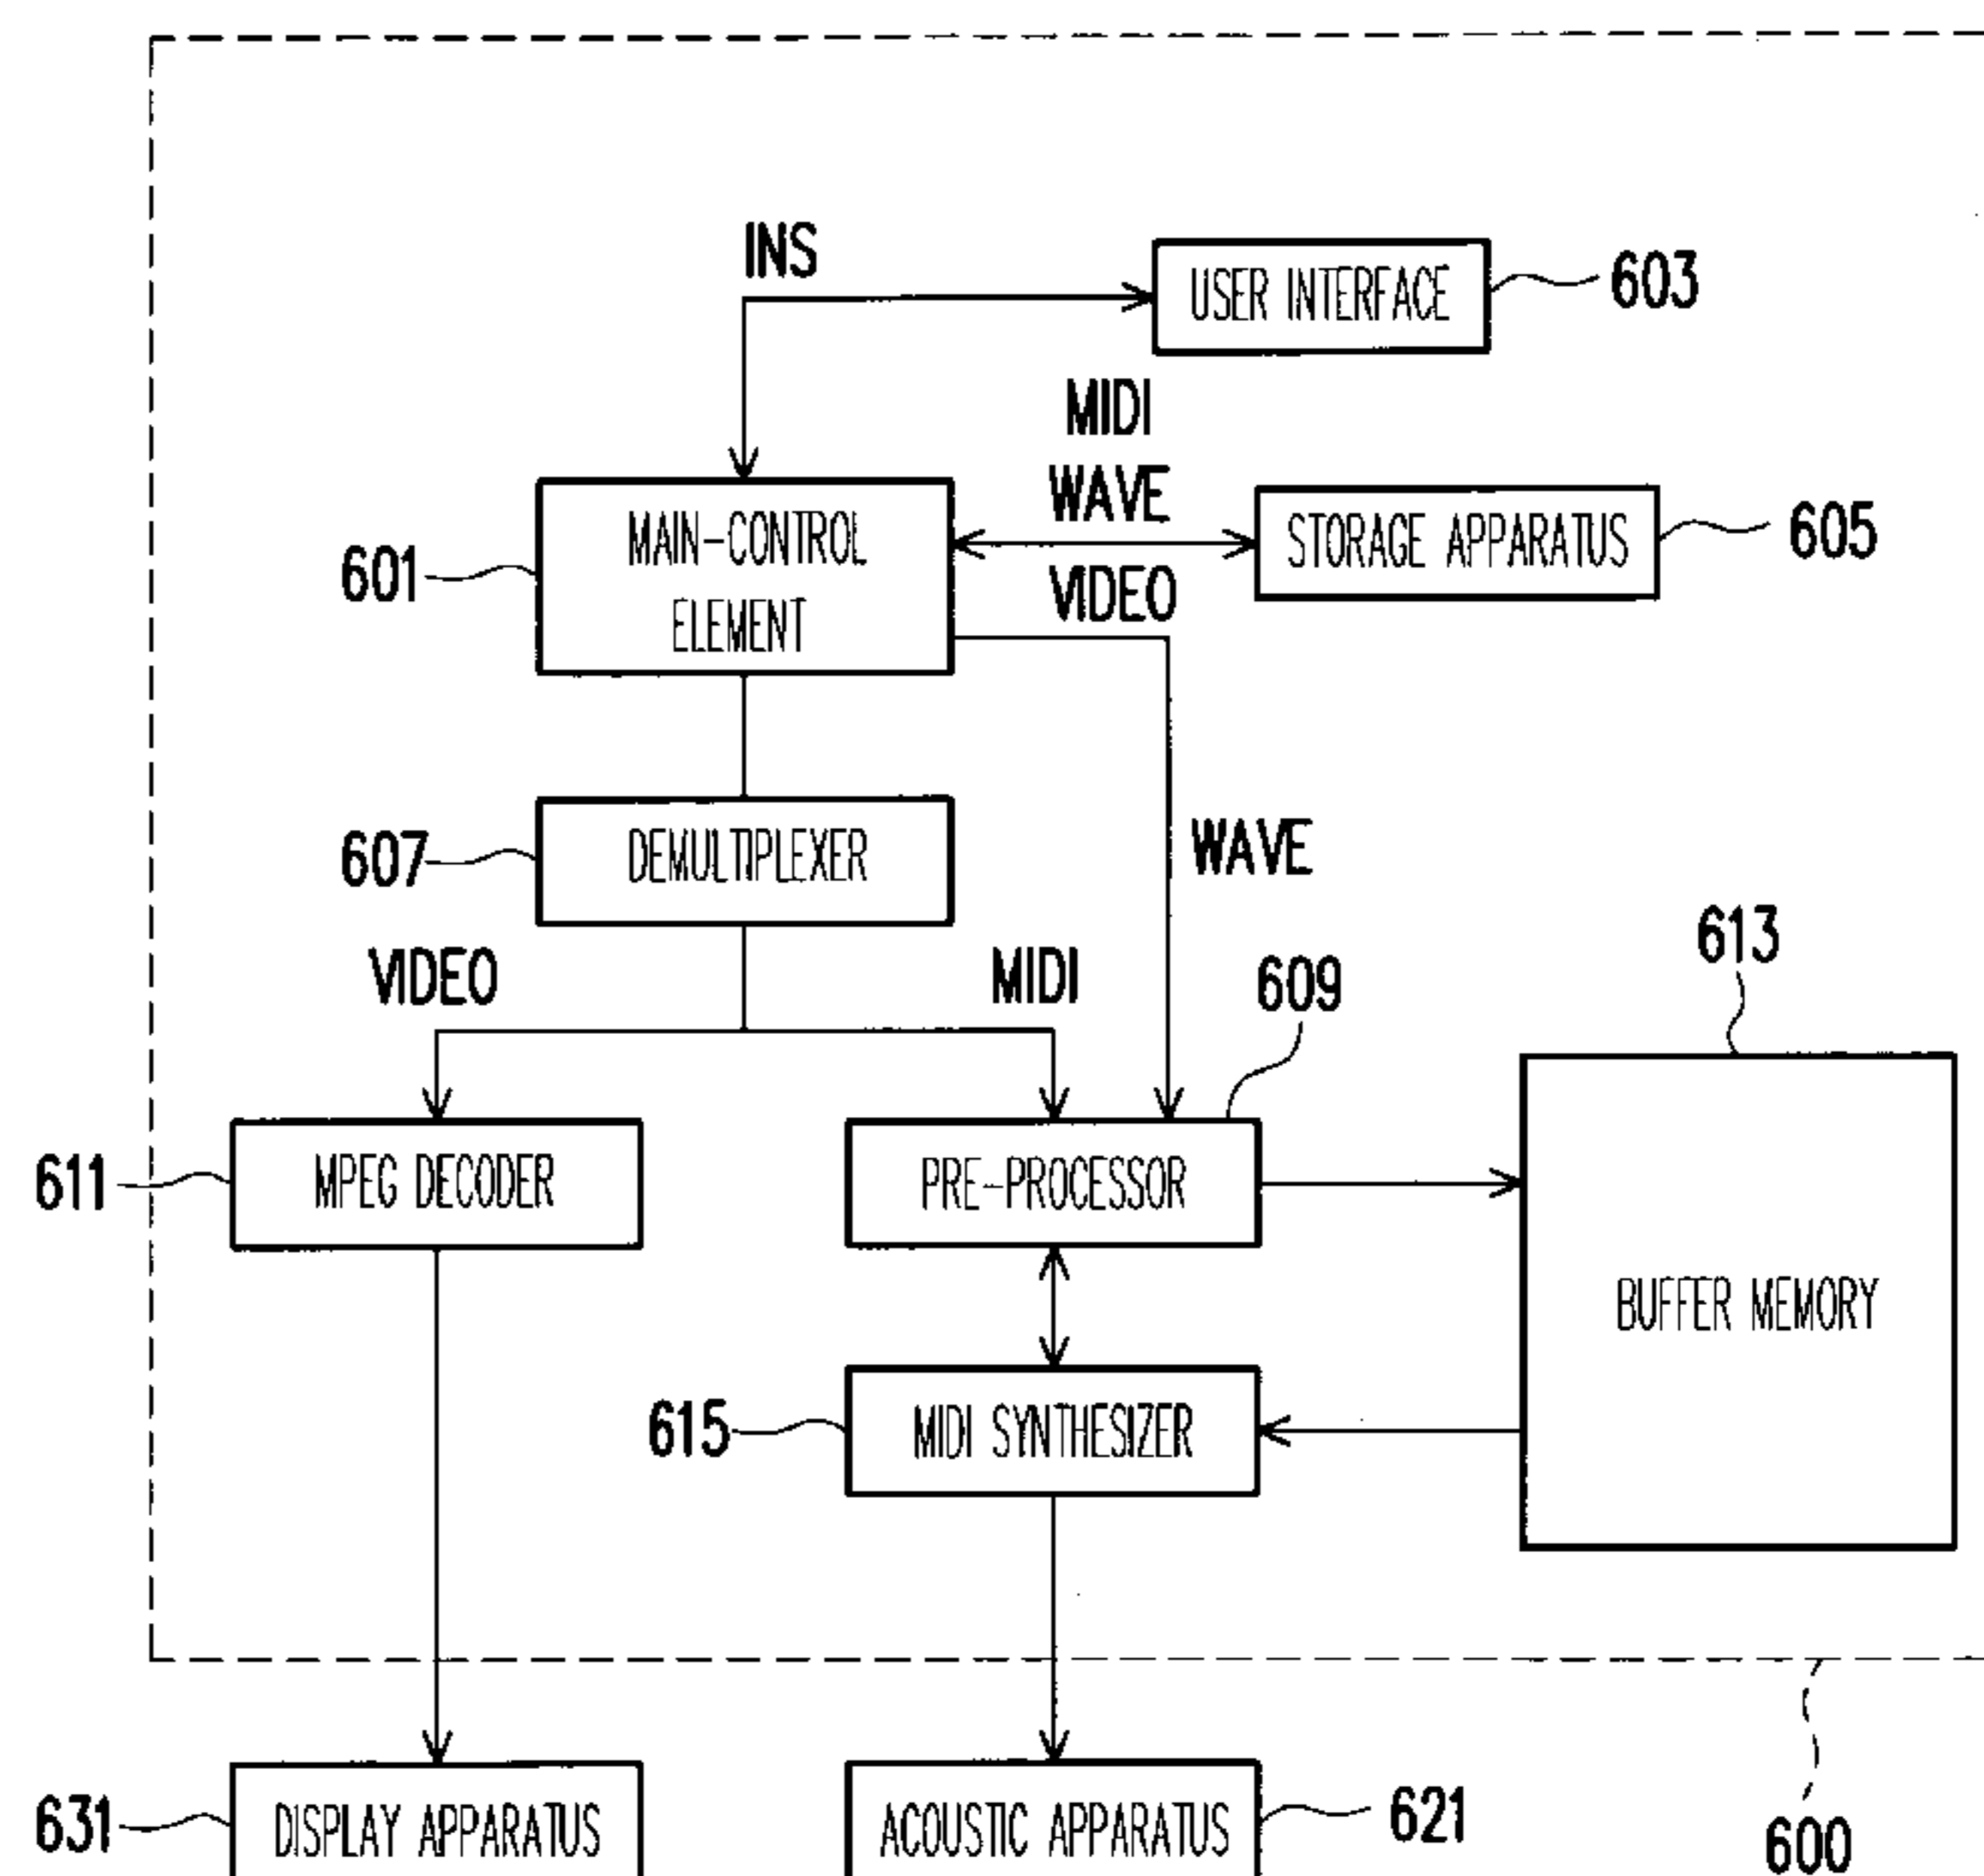 INS
USER INTERFACE
603
MIDI
WAVE
VIDEO
MAIN-CONTROL
ELEMENT
601
STORAGE APPARATUS
605
607
DEMULTIPLEXER
WAVE
VIDEO
MIDI
609
613
611
MPEG DECODER
PRE-PROCESSOR
BUFFER MEMORY
615
MIDI SYNTHESIZER
631
DISPLAY APPARATUS
ACOUSTIC APPARATUS
621
600